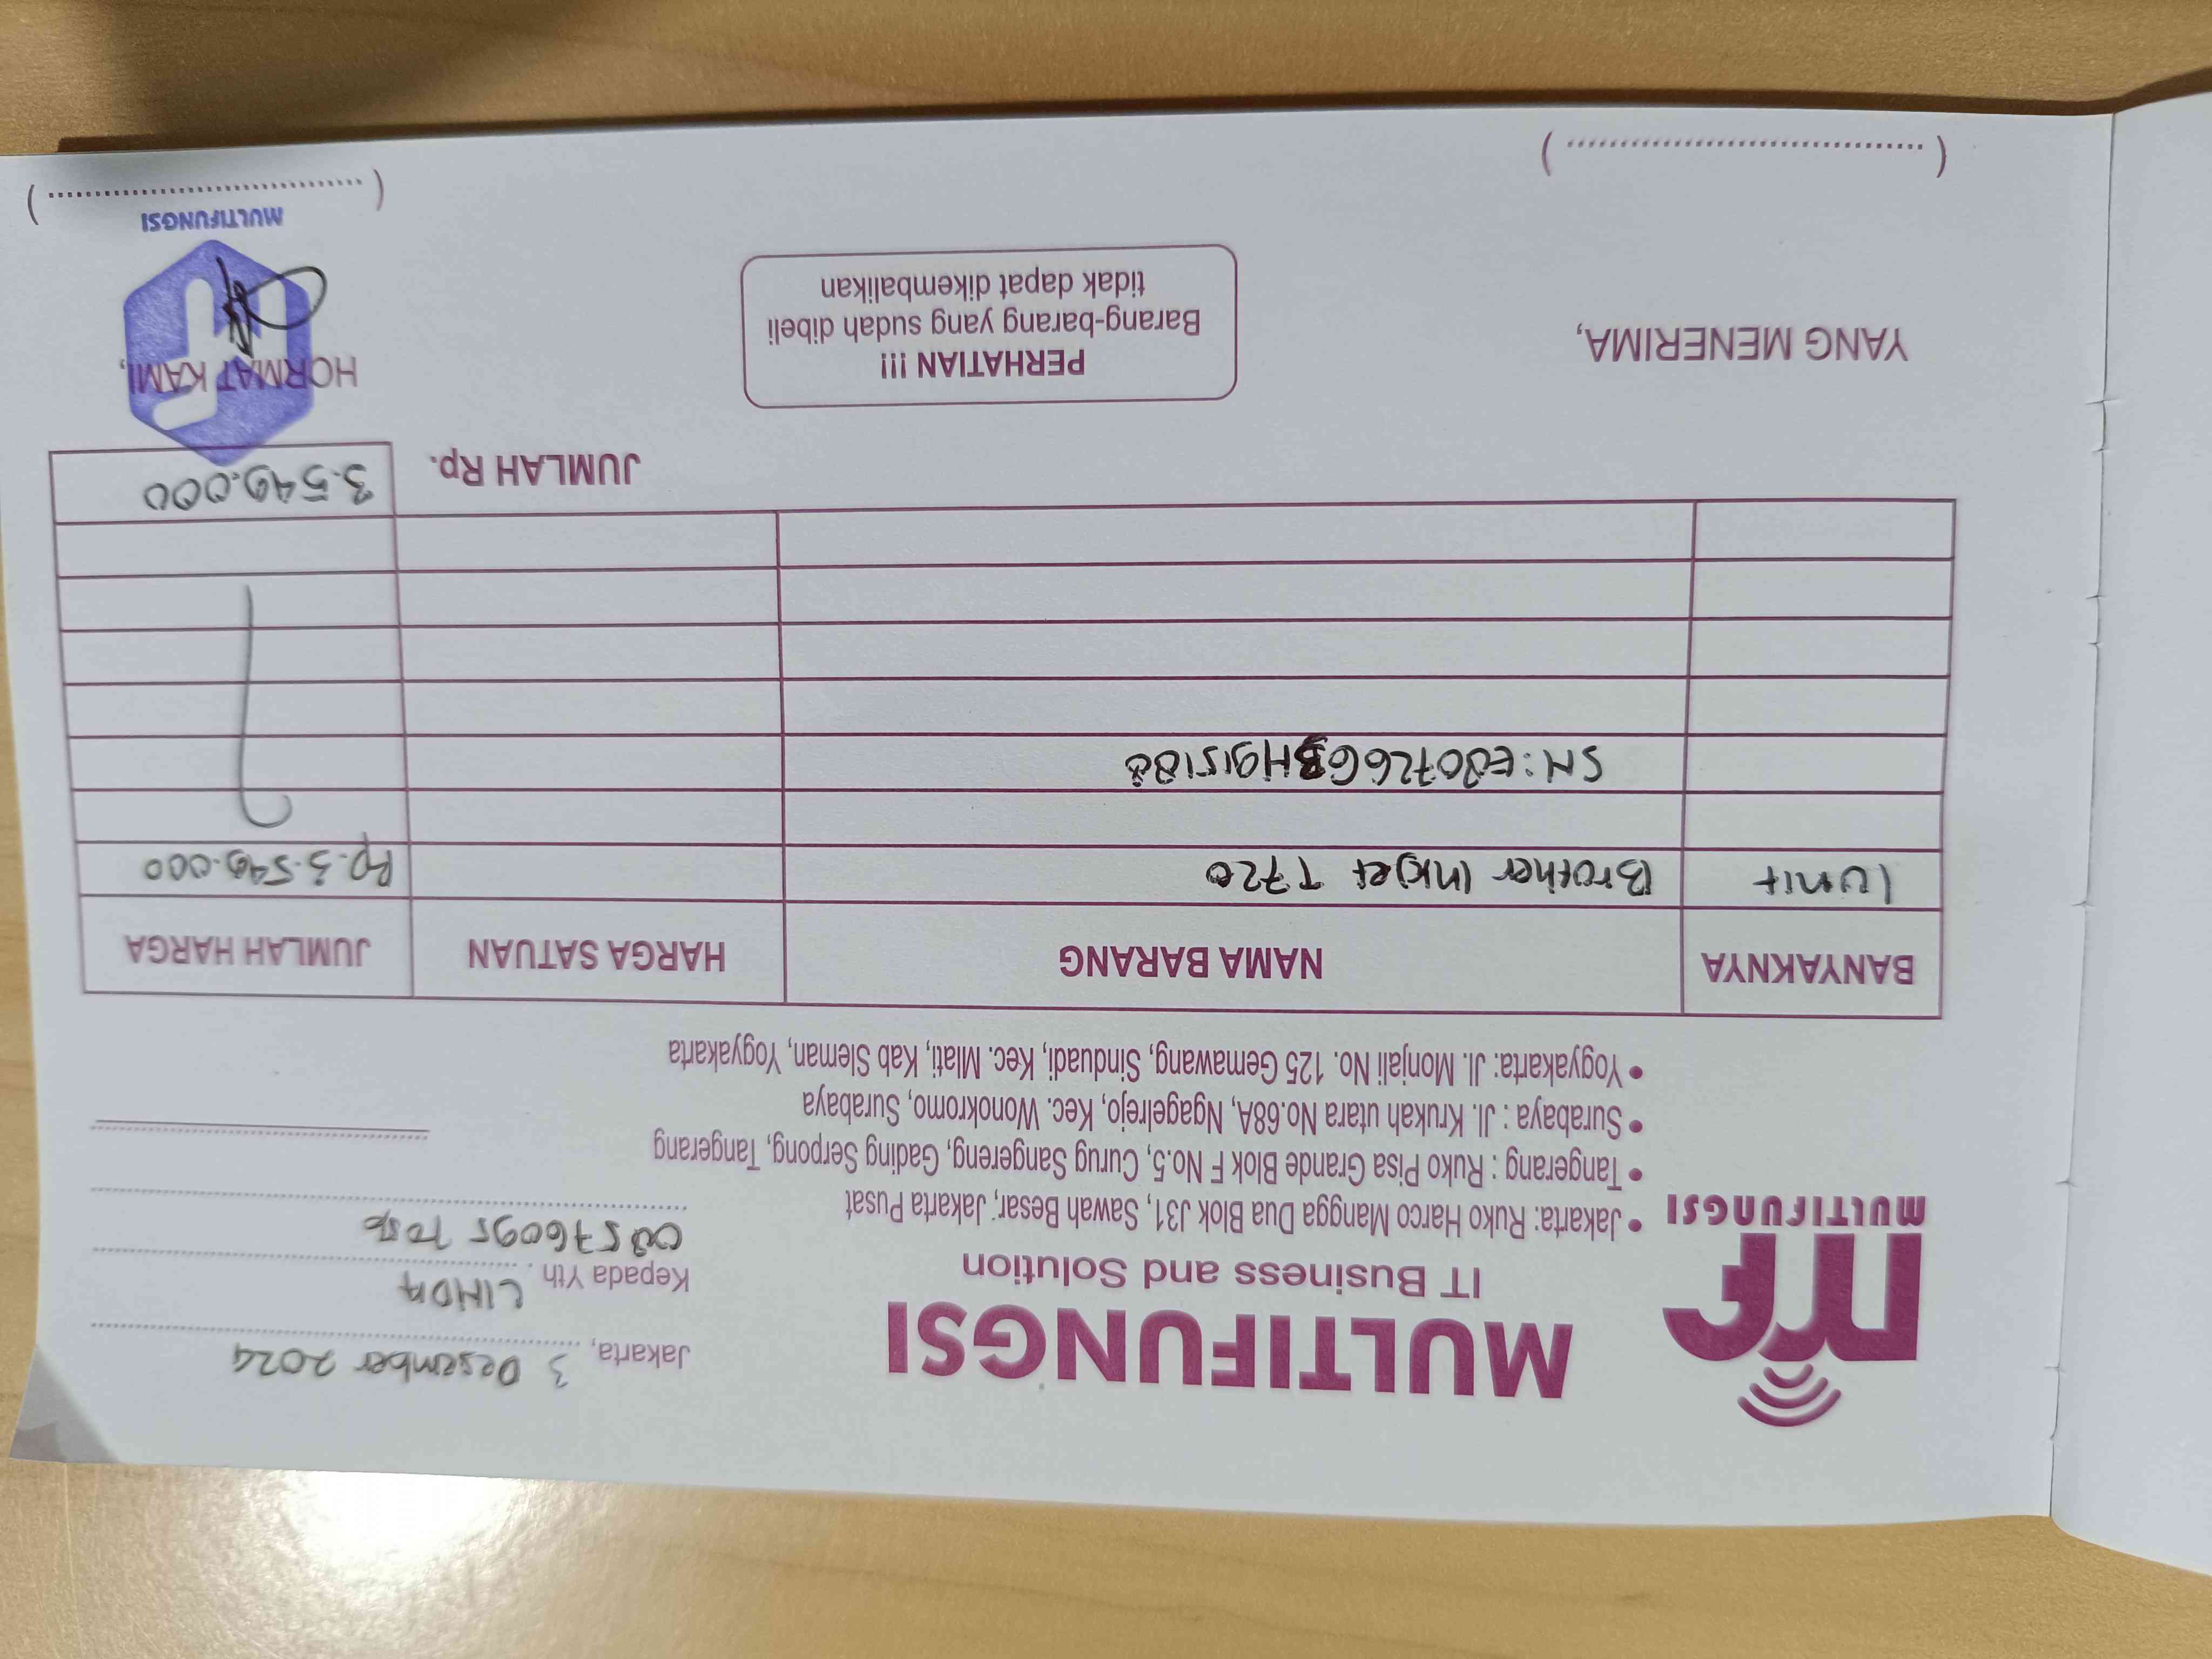 MULTIFUNGSI
IT Business and Solution
MULTIFUNGSI
• Jakarta: Ruko Harco Mangga Dua Blok J31, Sawah Besar, Jakarta Pusat
• Tangerang : Ruko Pisa Grande Blok F No.5, Curug Sangereng, Gading Serpong, Tangerang
• Surabaya : Jl. Krukah utara No.68A, Ngagelrejo, Kec. Wonokromo, Surabaya
• Yogyakarta: Jl. Monjali No. 125 Gemawang, Sinduadi, Kec. Mlati, Kab Sleman, Yogyakarta
Jakarta, 3 Desember 2024
Kepada Yth. LINDA
BANYAKNYA NAMA BARANG HARGA SATUAN JUMLAH HARGA
1 Unit Brother Inkjet T720 Rp. 3.549.000
JUMLAH Rp. 3.549.000
YANG MENERIMA,
PERHATIAN !!!
Barang-barang yang sudah dibeli
tidak dapat dikembalikan
HORMAT KAMI,
MULTIFUNGSI